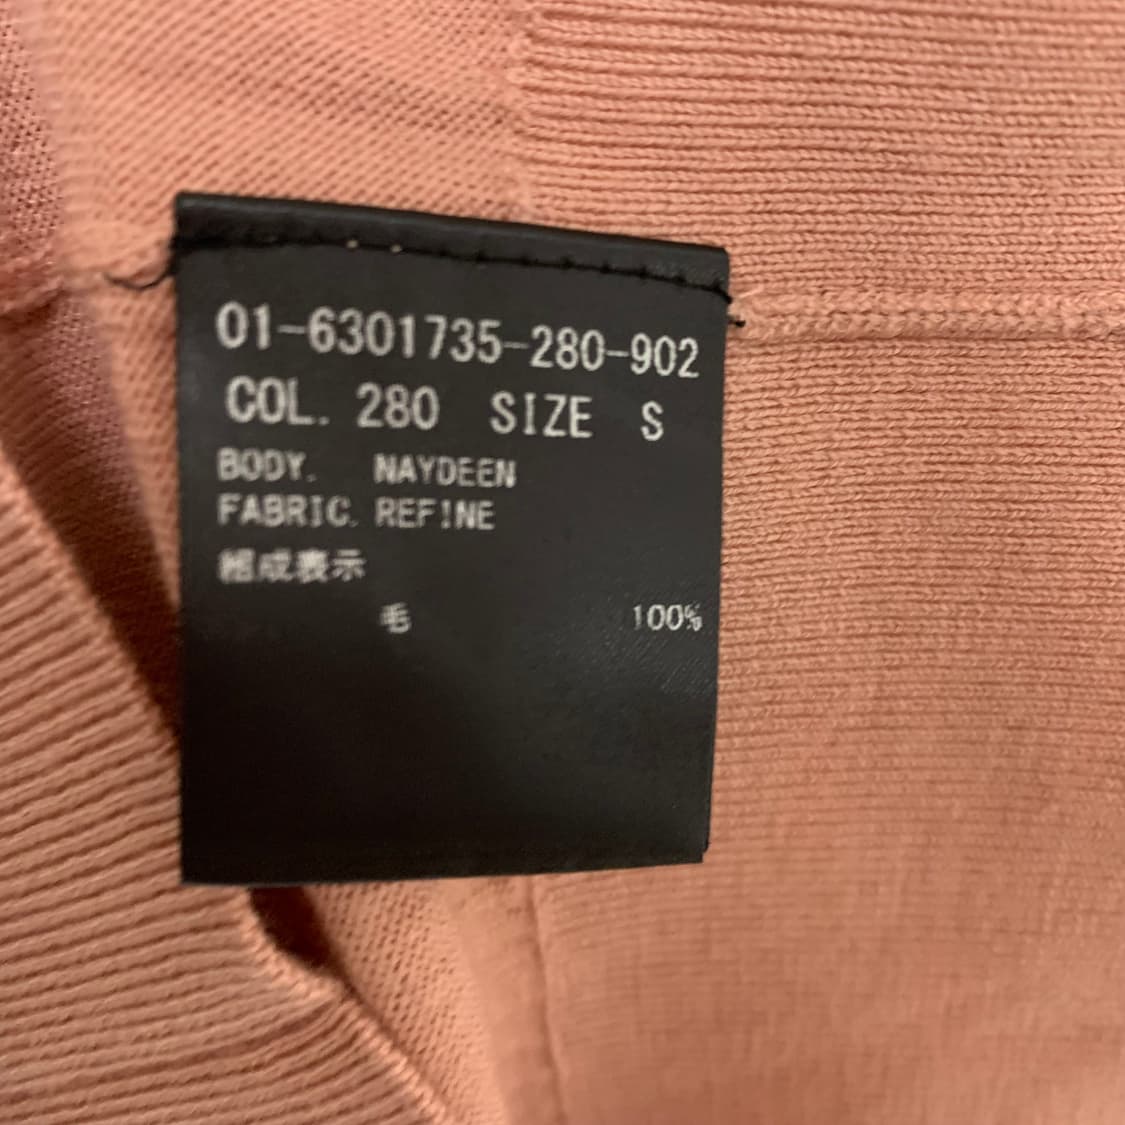 01-6301735-280-902
COL. 280 SIZE S
BODY. NAYDEEN
FABRIC. REFINE
組成表示
毛 100%